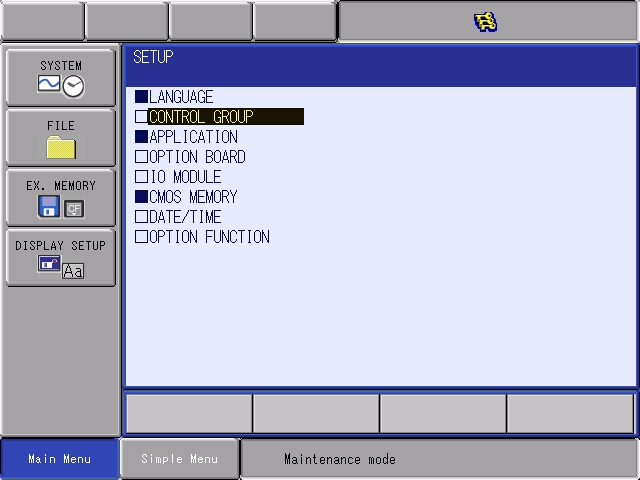 SETUP
SYSTEM
FILE
EX. MEMORY
CF
DISPLAY SETUP
Aa
LANGUAGE
CONTROL GROUP
APPLICATION
OPTION BOARD
IO MODULE
CMOS MEMORY
DATE/TIME
OPTION FUNCTION
Main Menu
Simple Menu
Maintenance mode